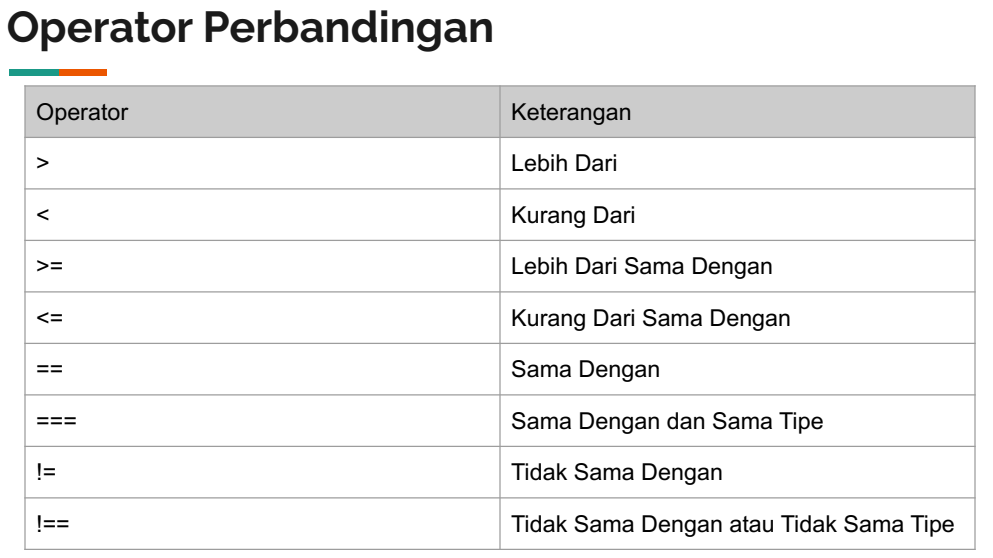 Operator Perbandingan
Operator Keterangan
> Lebih Dari
< Kurang Dari
>= Lebih Dari Sama Dengan
<= Kurang Dari Sama Dengan
== Sama Dengan
=== Sama Dengan dan Sama Tipe
!= Tidak Sama Dengan
!== Tidak Sama Dengan atau Tidak Sama Tipe